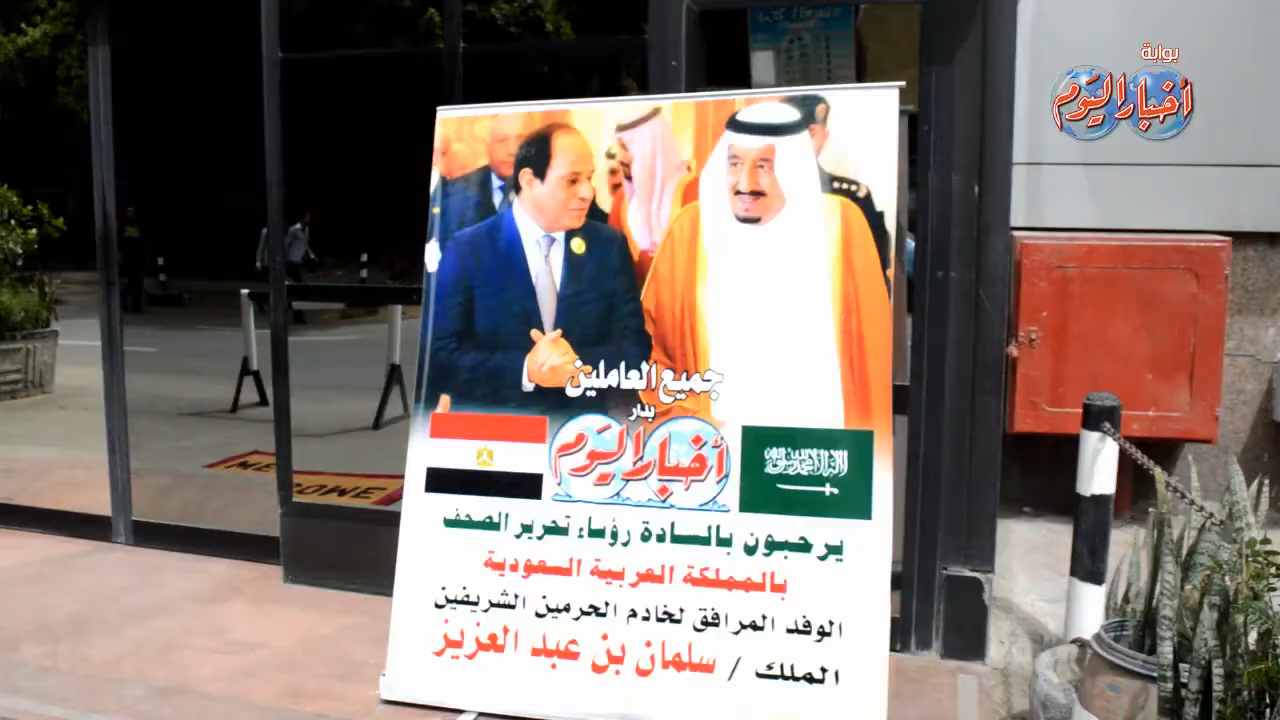 بوابة
أخبار اليوم
جميع العاملين
بدار
أخبار اليوم
لا إله إلا الله محمد رسول الله
يرحبون بالسادة رؤساء تحرير الصحف
بالمملكة العربية السعودية
الوفد المرافق لخادم الحرمين الشريفين
الملك / سلمان بن عبد العزيز
WELCOME